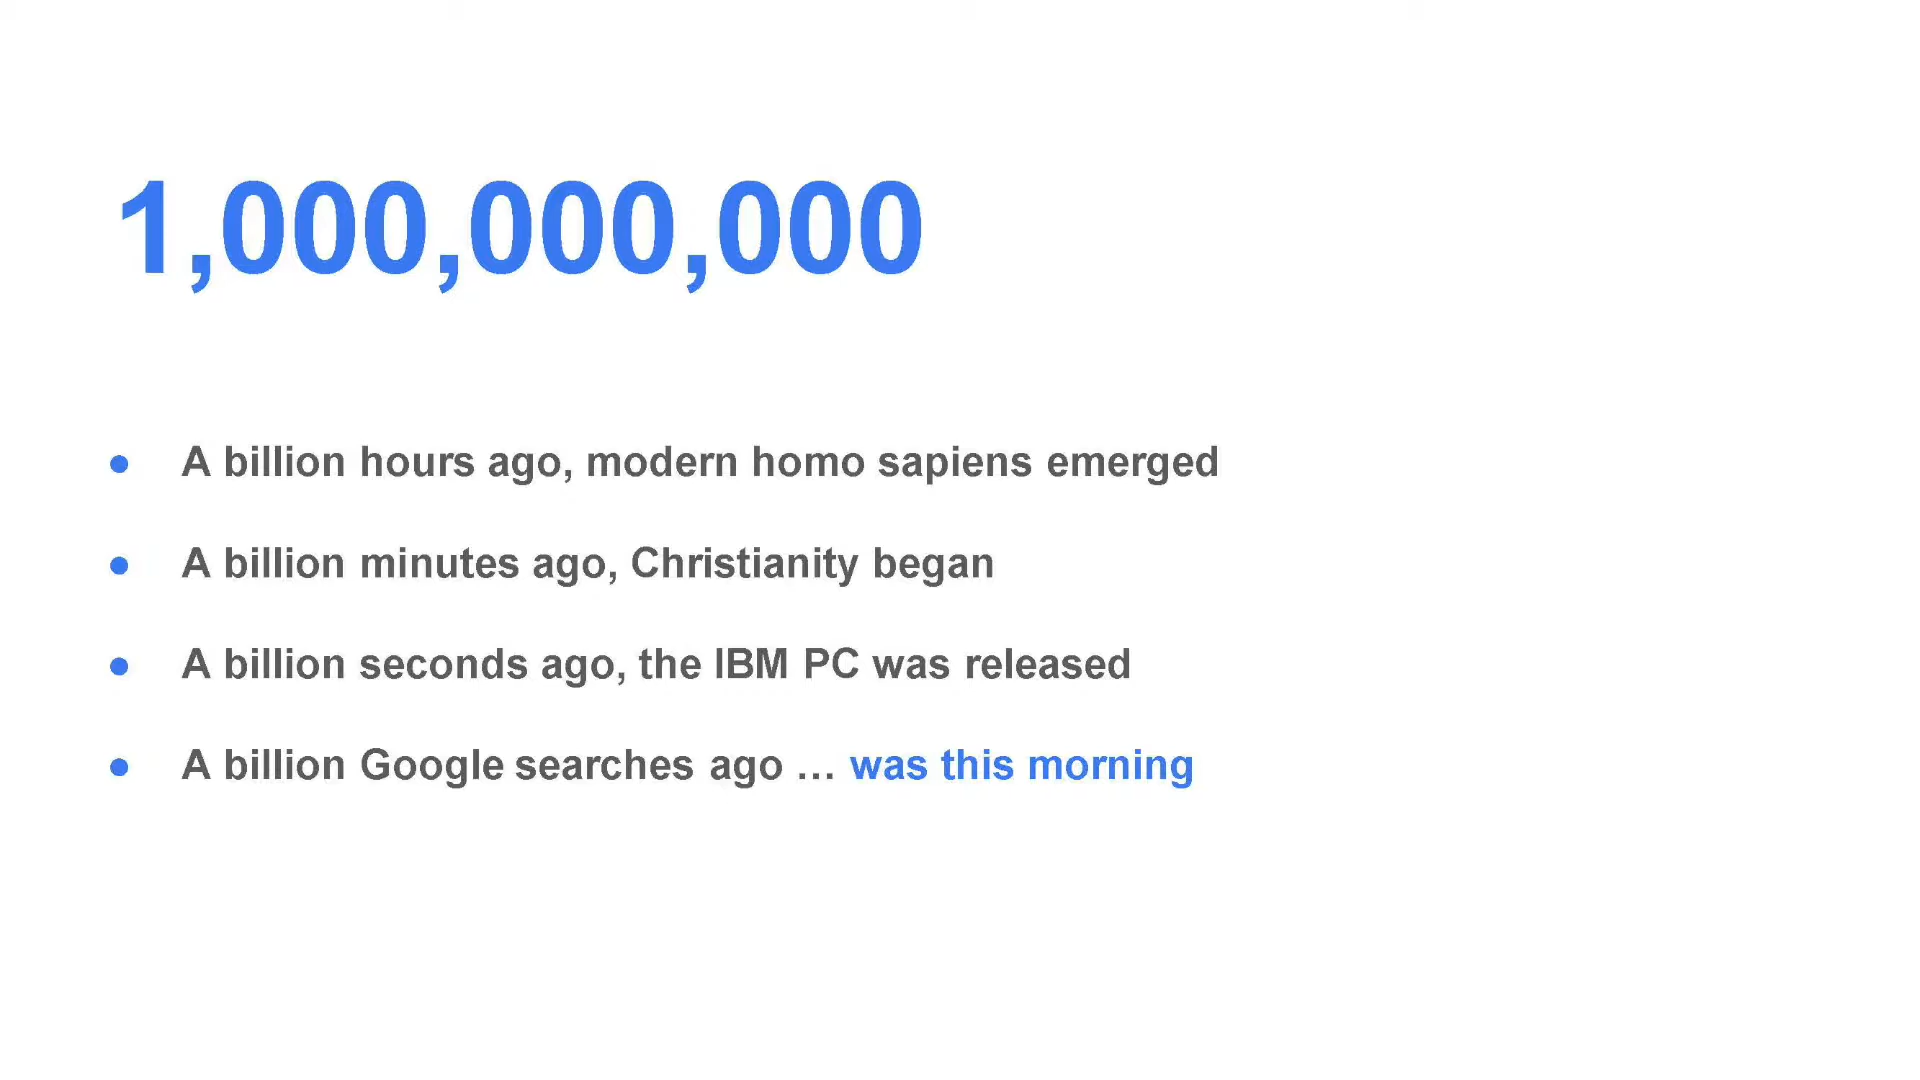 1,000,000,000
● A billion hours ago, modern homo sapiens emerged
● A billion minutes ago, Christianity began
● A billion seconds ago, the IBM PC was released
● A billion Google searches ago … was this morning